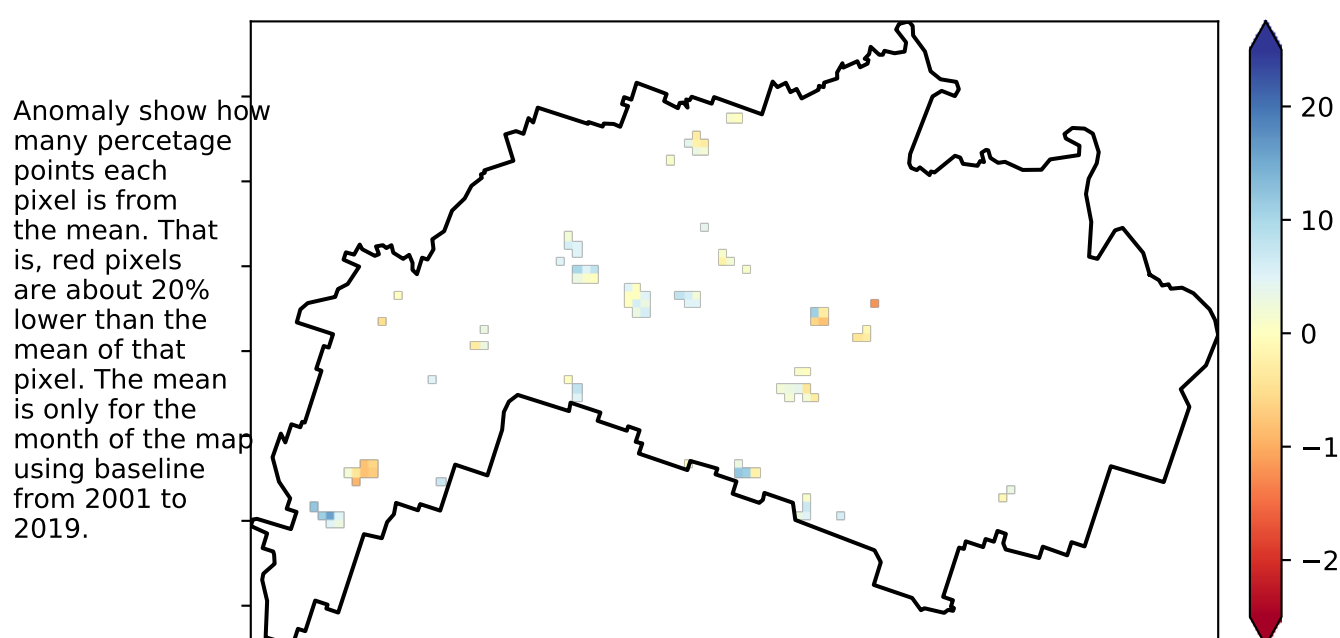 Anomaly show how
many percetage
points each
pixel is from
the mean. That
is, red pixels
are about 20%
lower than the
mean of that
pixel. The mean
is only for the
month of the map
using baseline
from 2001 to
2019.
20
10
0
−1
−2